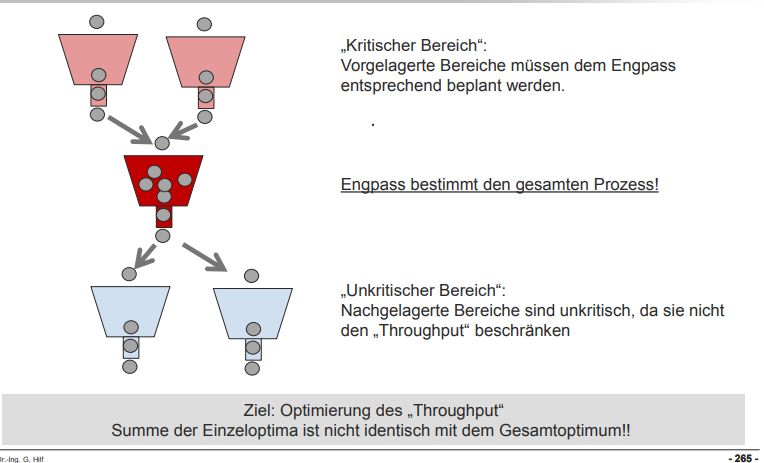 „Kritischer Bereich“:
Vorgelagerte Bereiche müssen dem Engpass
entsprechend beplant werden.
.
Engpass bestimmt den gesamten Prozess!
„Unkritischer Bereich“:
Nachgelagerte Bereiche sind unkritisch, da sie nicht
den „Throughput“ beschränken
Ziel: Optimierung des „Throughput“
Summe der Einzeloptima ist nicht identisch mit dem Gesamtoptimum!!
Dr.-Ing. G. Hilf
- 265 -